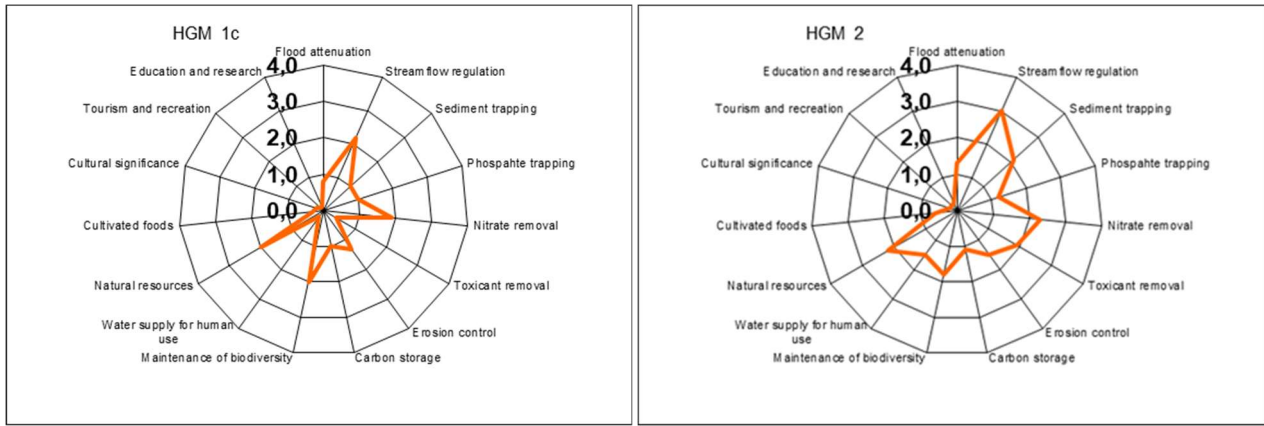 HGM 1c
Flood attenuation
4,0
3,0
2,0
1,0
0,0
Streamflow regulation
Sediment trapping
Phospahte trapping
Nitrate removal
Toxicant removal
Erosion control
Carbon storage
Maintenance of biodiversity
Water supply for human
use
Natural resources
Cultivated foods
Cultural significance
Tourism and recreation
Education and research
HGM 2
Flood attenuation
4,0
3,0
2,0
1,0
0,0
Streamflow regulation
Sediment trapping
Phospahte trapping
Nitrate removal
Toxicant removal
Erosion control
Carbon storage
Maintenance of biodiversity
Water supply for human
use
Natural resources
Cultivated foods
Cultural significance
Tourism and recreation
Education and research